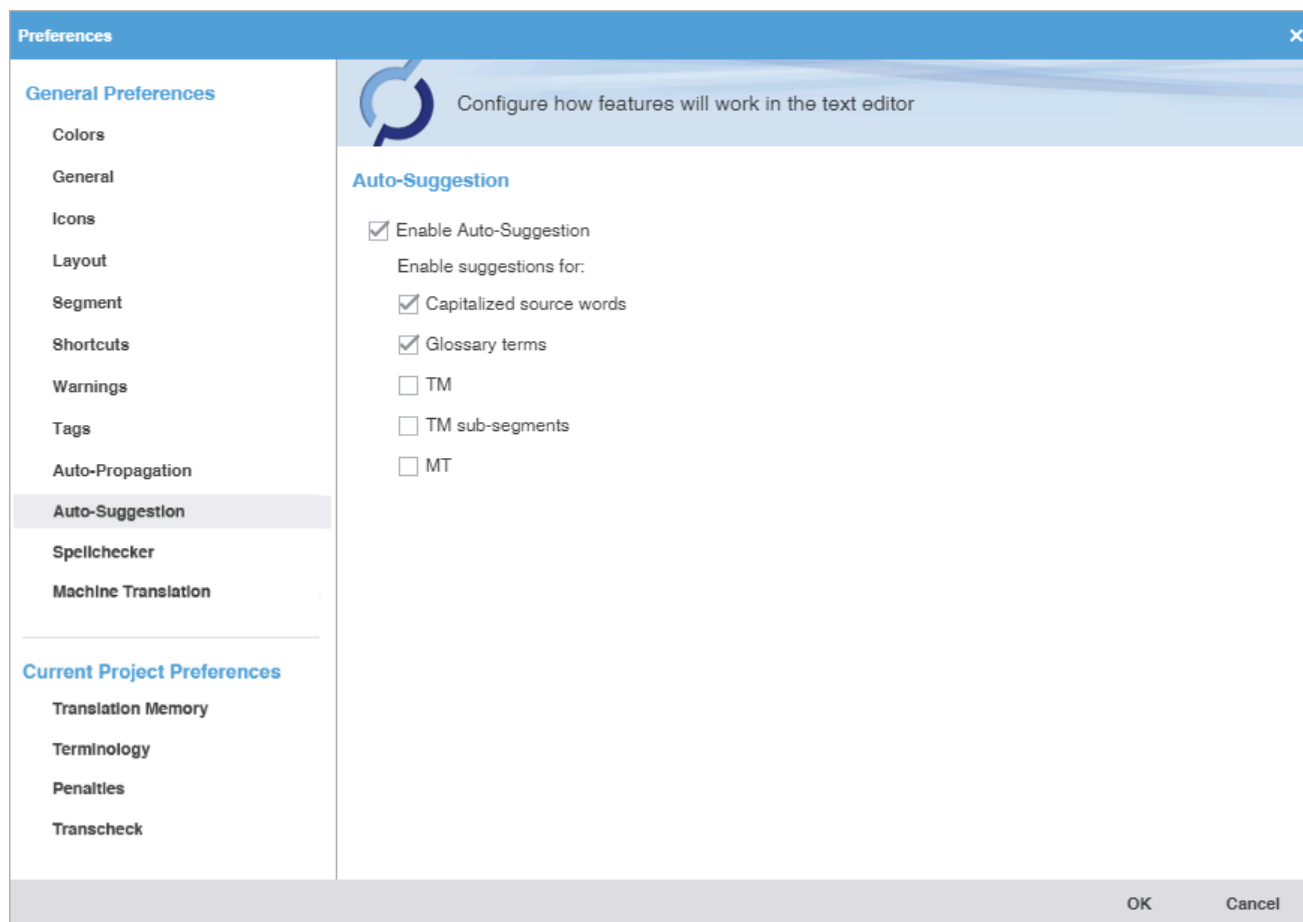 Preferences
General Preferences
Colors
General
Icons
Layout
Segment
Shortcuts
Warnings
Tags
Auto-Propagation
Auto-Suggestion
Spellchecker
Machine Translation
Current Project Preferences
Translation Memory
Terminology
Penalties
Transcheck
Configure how features will work in the text editor
Auto-Suggestion
Enable Auto-Suggestion
Enable suggestions for:
Capitalized source words
Glossary terms
TM
TM sub-segments
MT
OK
Cancel